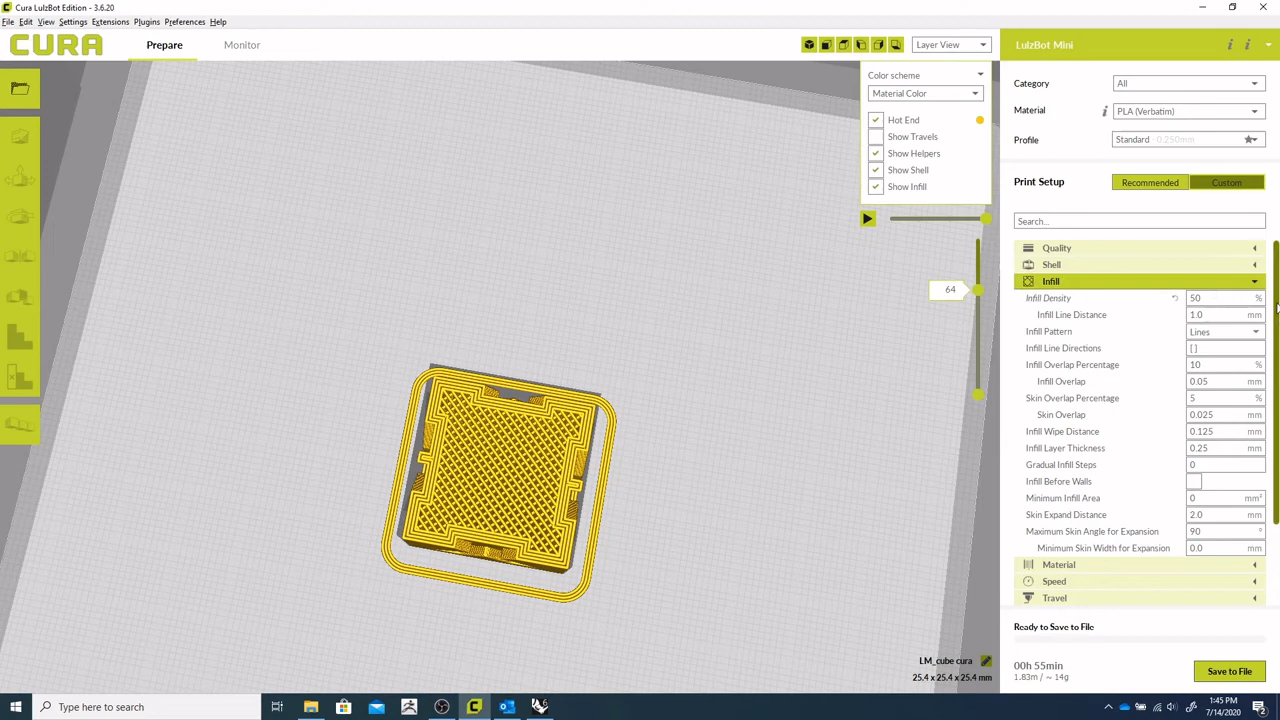 Cura LulzBot Edition - 3.6.20
File Edit View Settings Extensions Plugins Preferences Help
CURA
Prepare
Monitor
Layer View
Color scheme
Material Color
Hot End
Show Travels
Show Helpers
Show Shell
Show Infill
64
LulzBot Mini
Category All
Material PLA (Verbatim)
Profile Standard - 0.250mm
Print Setup Recommended Custom
Search...
Quality
Shell
Infill
Infill Density 50 %
Infill Line Distance 1.0 mm
Infill Pattern Lines
Infill Line Directions [ ]
Infill Overlap Percentage 10 %
Infill Overlap 0.05 mm
Skin Overlap Percentage 5 %
Skin Overlap 0.025 mm
Infill Wipe Distance 0.125 mm
Infill Layer Thickness 0.25 mm
Gradual Infill Steps 0
Infill Before Walls
Minimum Infill Area 0 mm²
Skin Expand Distance 2.0 mm
Maximum Skin Angle for Expansion 90 °
Minimum Skin Width for Expansion 0.0 mm
Material
Speed
Travel
Ready to Save to File
00h 55min
1.83m / ~ 14g
Save to File
LM_cube cura
25.4 x 25.4 x 25.4 mm
Type here to search
1:45 PM
7/14/2020
2